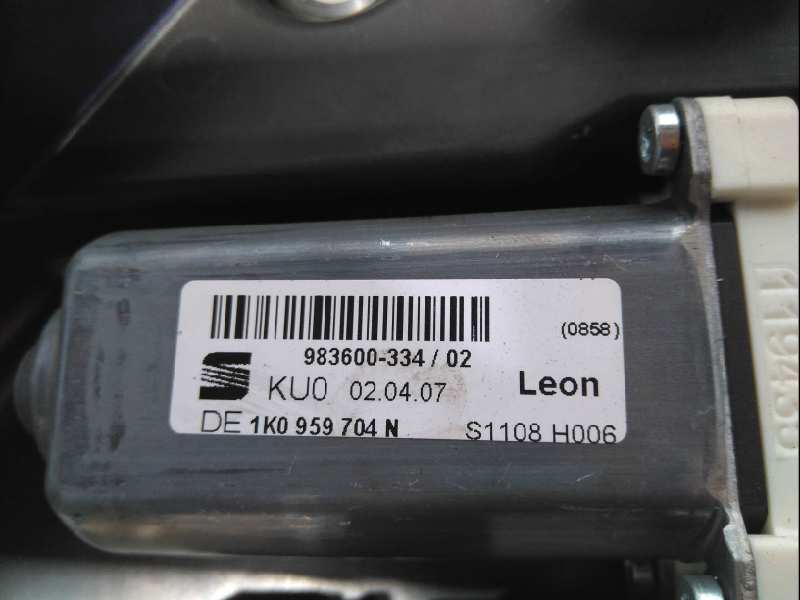 (0858)
983600-334 / 02
KU0 02.04.07 Leon
DE 1K0 959 704 N S1108 H006